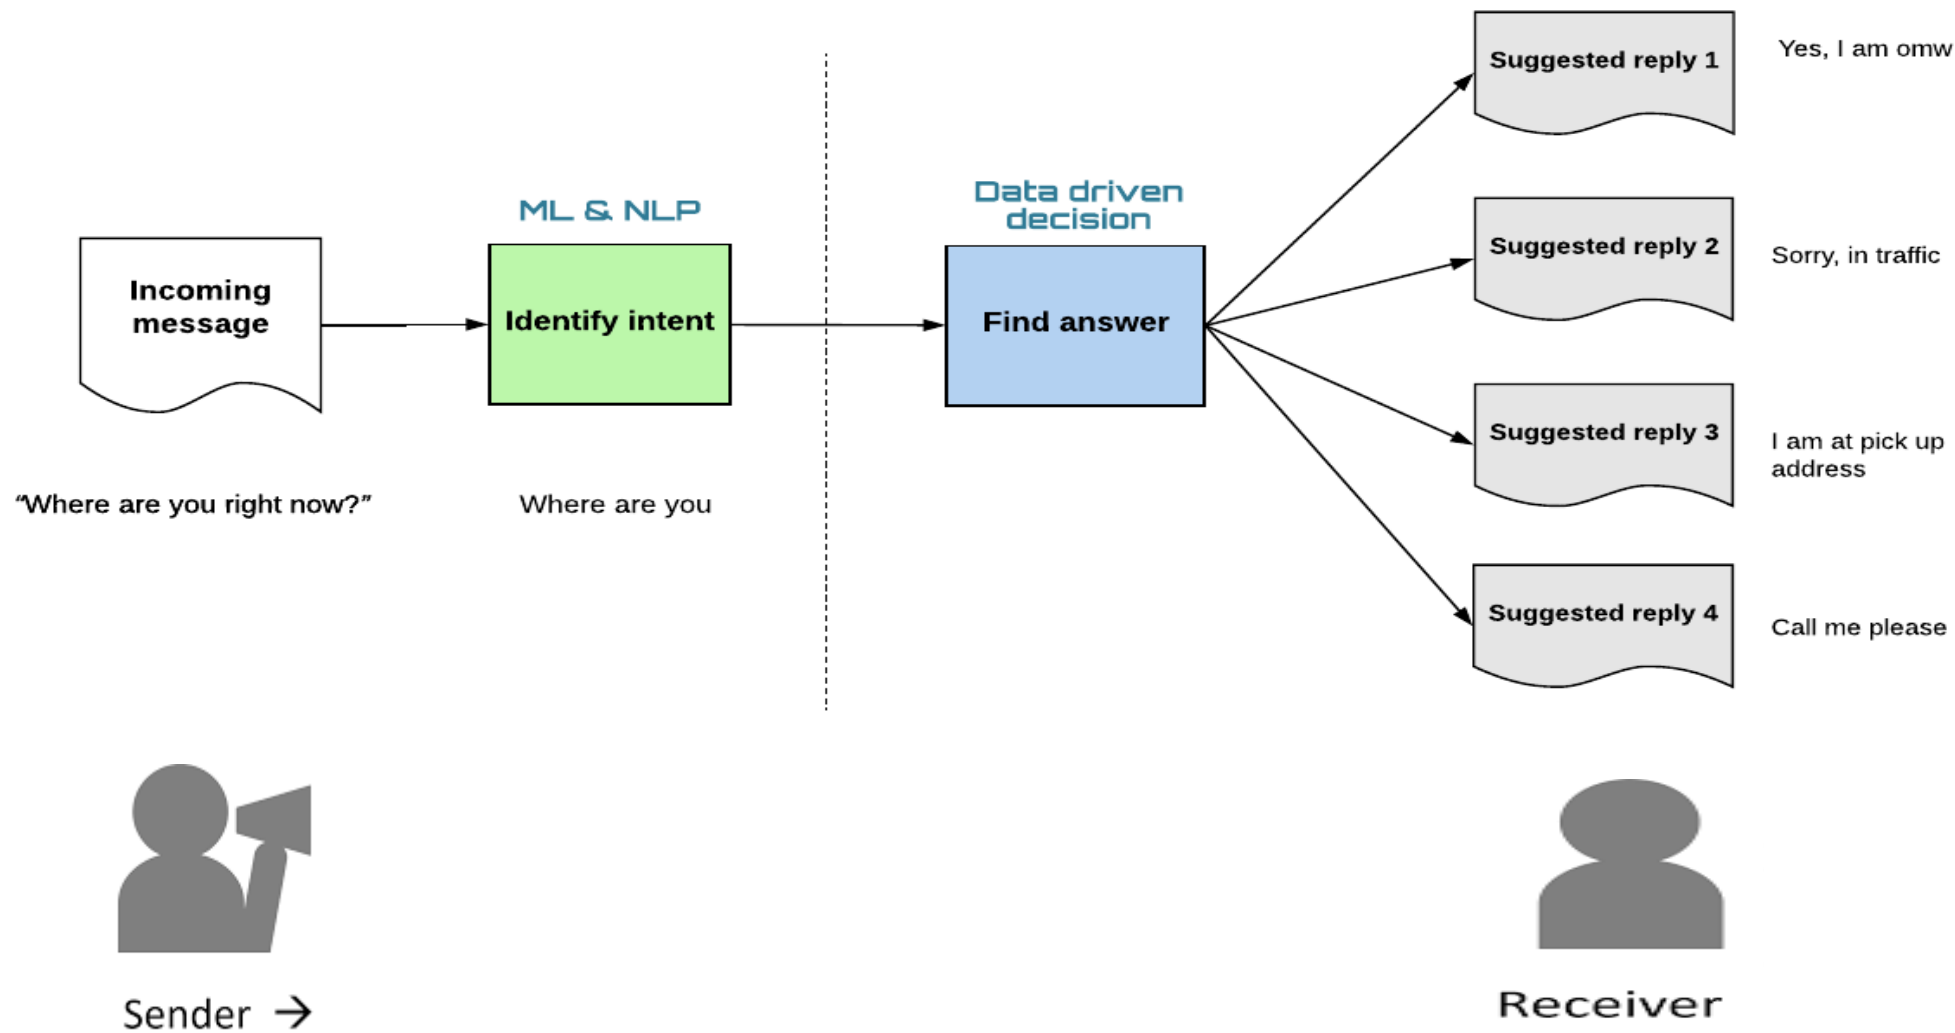 Incoming
message
“Where are you right now?”
ML & NLP
Identify intent
Where are you
Data driven
decision
Find answer
Suggested reply 1
Yes, I am omw
Suggested reply 2
Sorry, in traffic
Suggested reply 3
I am at pick up
address
Suggested reply 4
Call me please
Sender →
Receiver